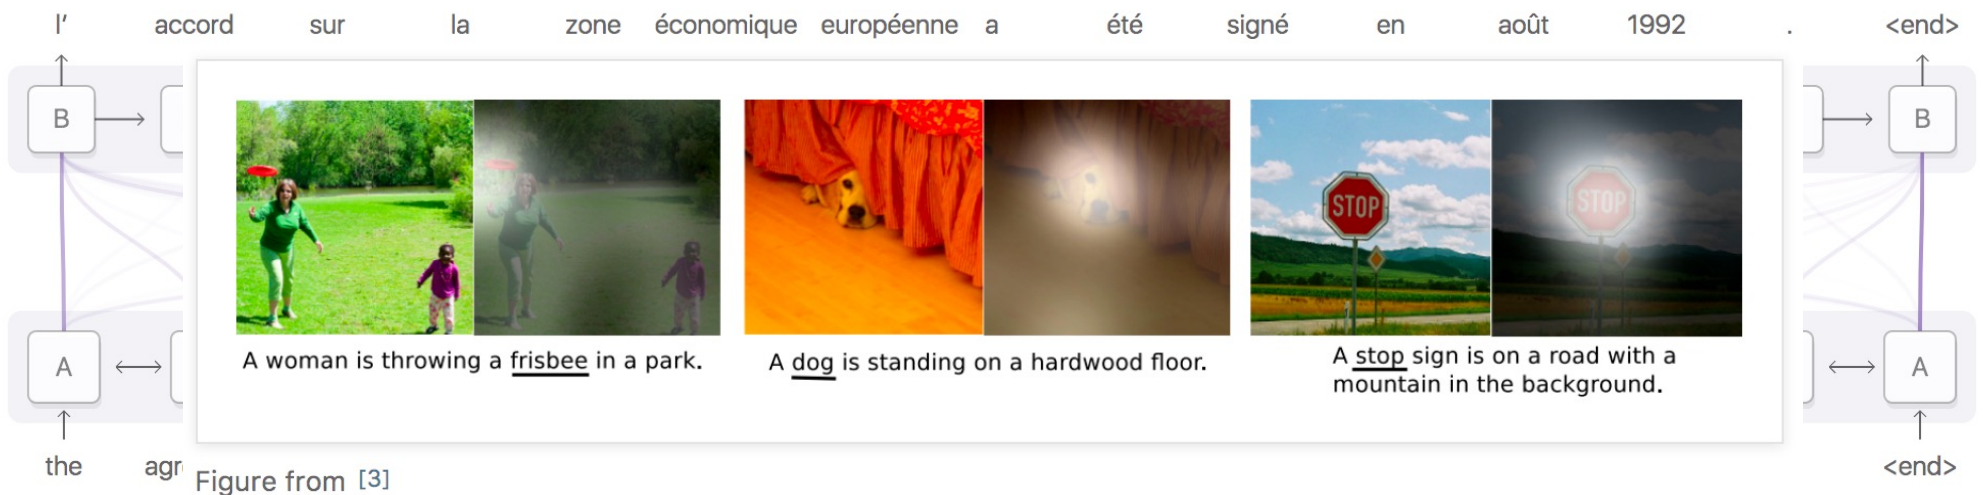 l' accord sur la zone économique européenne a été signé en août 1992 . <end>
B B
STOP STOP
A woman is throwing a frisbee in a park.
A dog is standing on a hardwood floor.
A stop sign is on a road with a
mountain in the background.
A A
the agr <end>
Figure from [3]